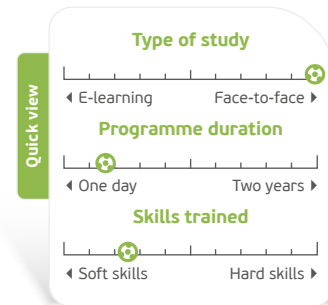 Quick view
Type of study
E-learning Face-to-face
Programme duration
One day Two years
Skills trained
Soft skills Hard skills